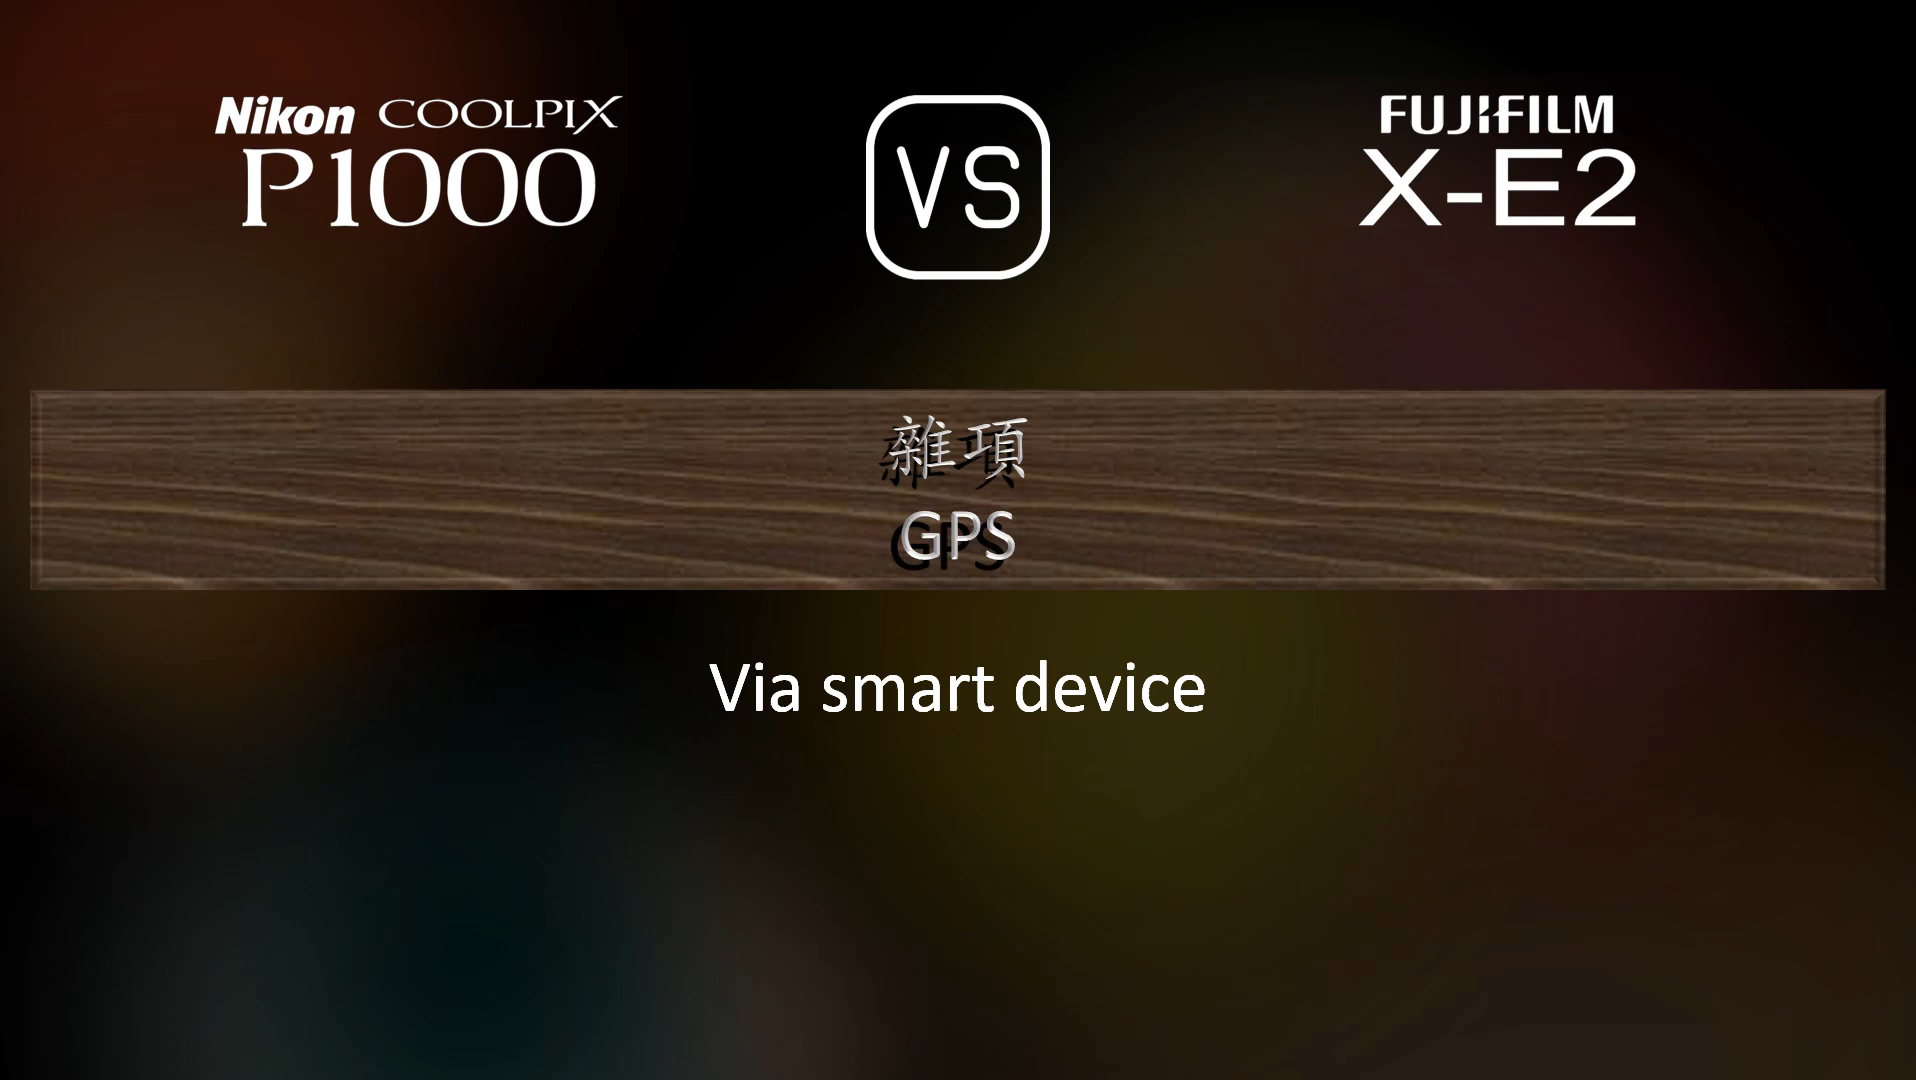 Nikon COOLPIX
P1000
VS
FUJIFILM
X-E2
雜項
GPS
Via smart device